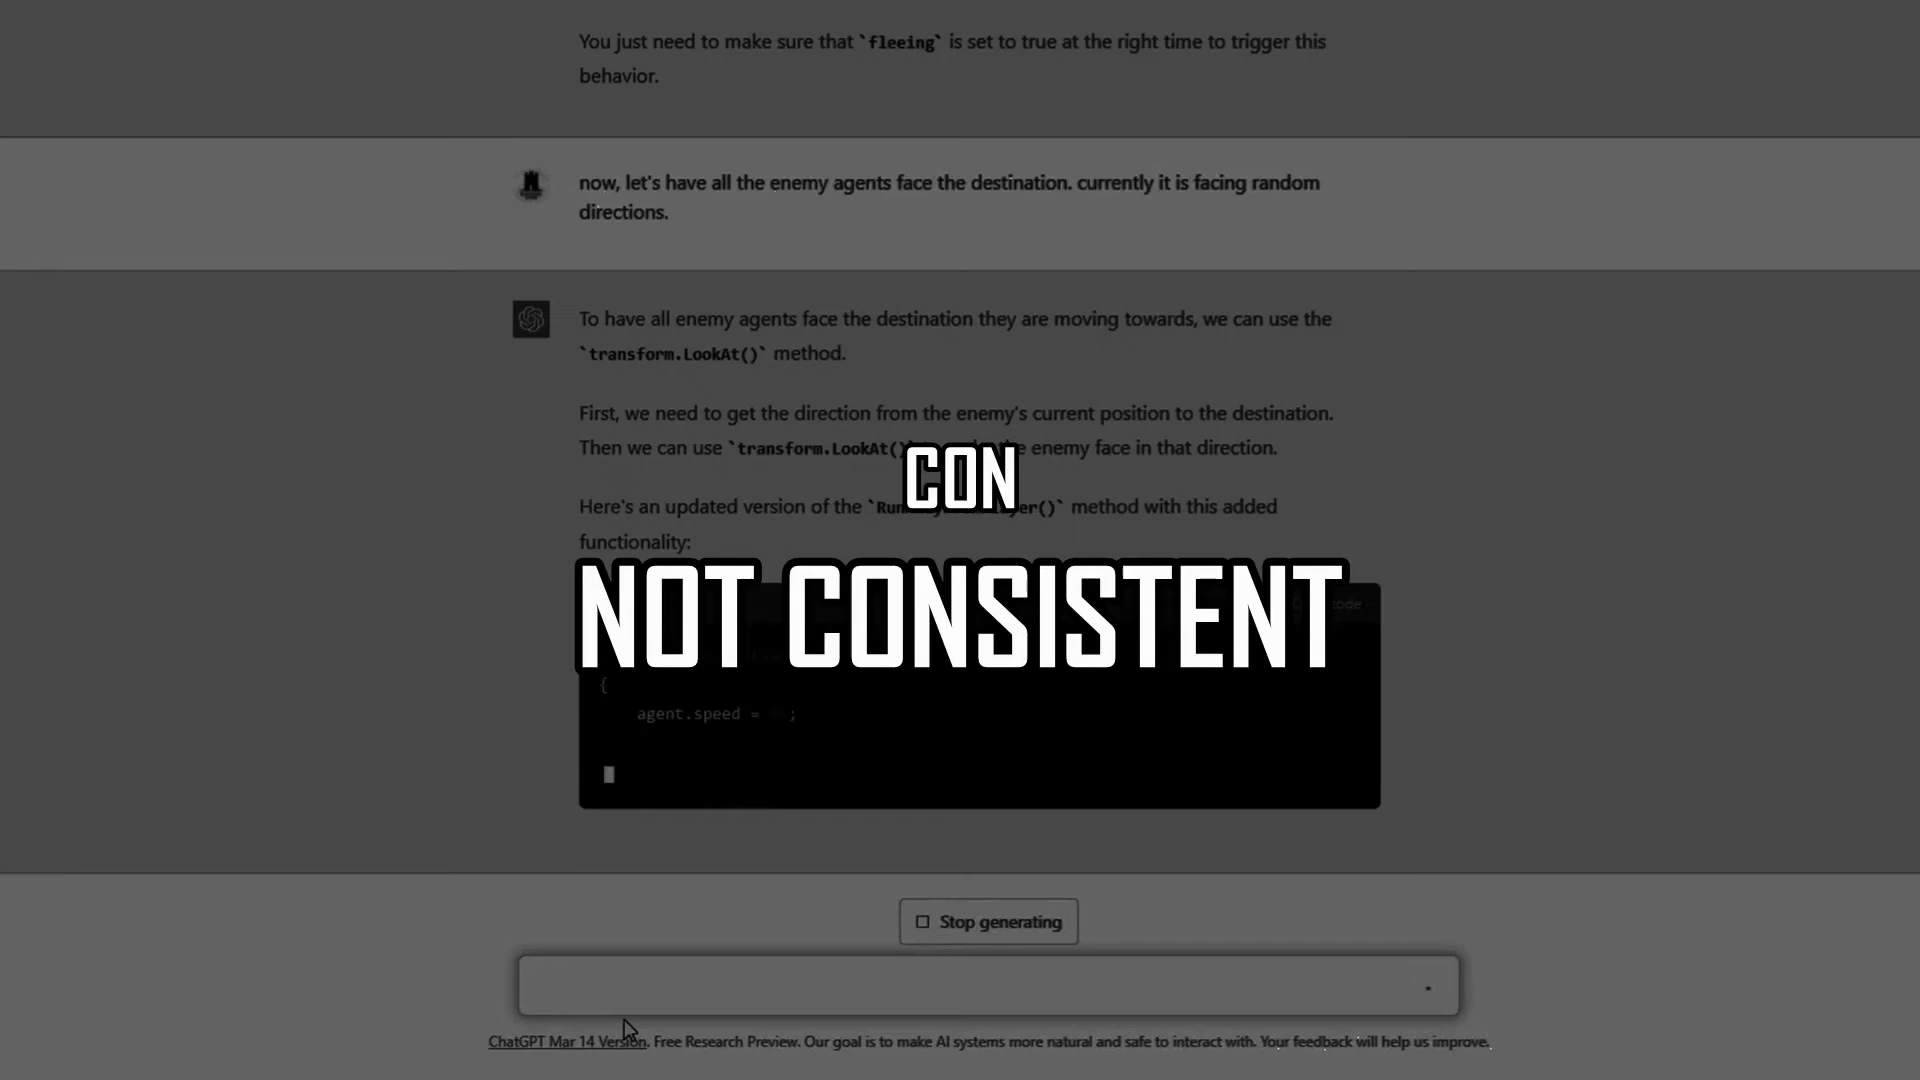 You just need to make sure that `fleeing` is set to true at the right time to trigger this
behavior.
now, let's have all the enemy agents face the destination. currently it is facing random
directions.
To have all enemy agents face the destination they are moving towards, we can use the
`transform.LookAt()` method.
First, we need to get the direction from the enemy's current position to the destination.
Then we can use `transform.LookAt() enemy face in that direction.
CON
Here's an updated version of the method with this added
functionality:
NOT CONSISTENT
code
{
agent.speed = ;
Stop generating
ChatGPT Mar 14 Version. Free Research Preview. Our goal is to make AI systems more natural and safe to interact with. Your feedback will help us improve.